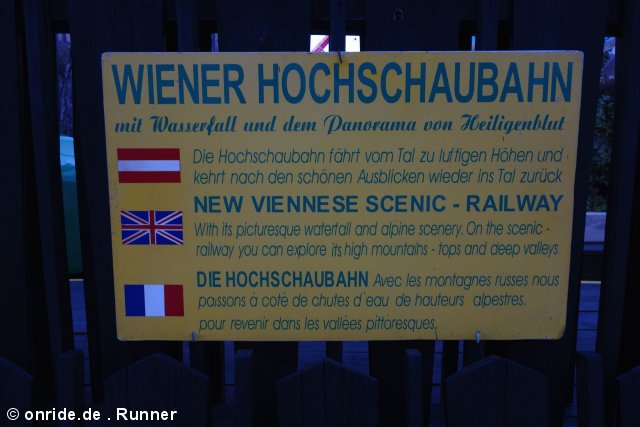 WIENER HOCHSCHAUBAHN
mit Wasserfall und dem Panorama von Heiligenblut
Die Hochschaubahn fährt vom Tal zu luftigen Höhen und
kehrt nach den schönen Ausblicken wieder ins Tal zurück
NEW VIENNESE SCENIC - RAILWAY
With its picturesque waterfall and alpine scenery. On the scenic -
railway you can explore its high mountains - tops and deep valleys
DIE HOCHSCHAUBAHN Avec les montagnes russes nous
paissons à coté de chutes d'eau de hauteurs alpestres.
pour revenir dans les vallées pittoresques.
© onride.de . Runner